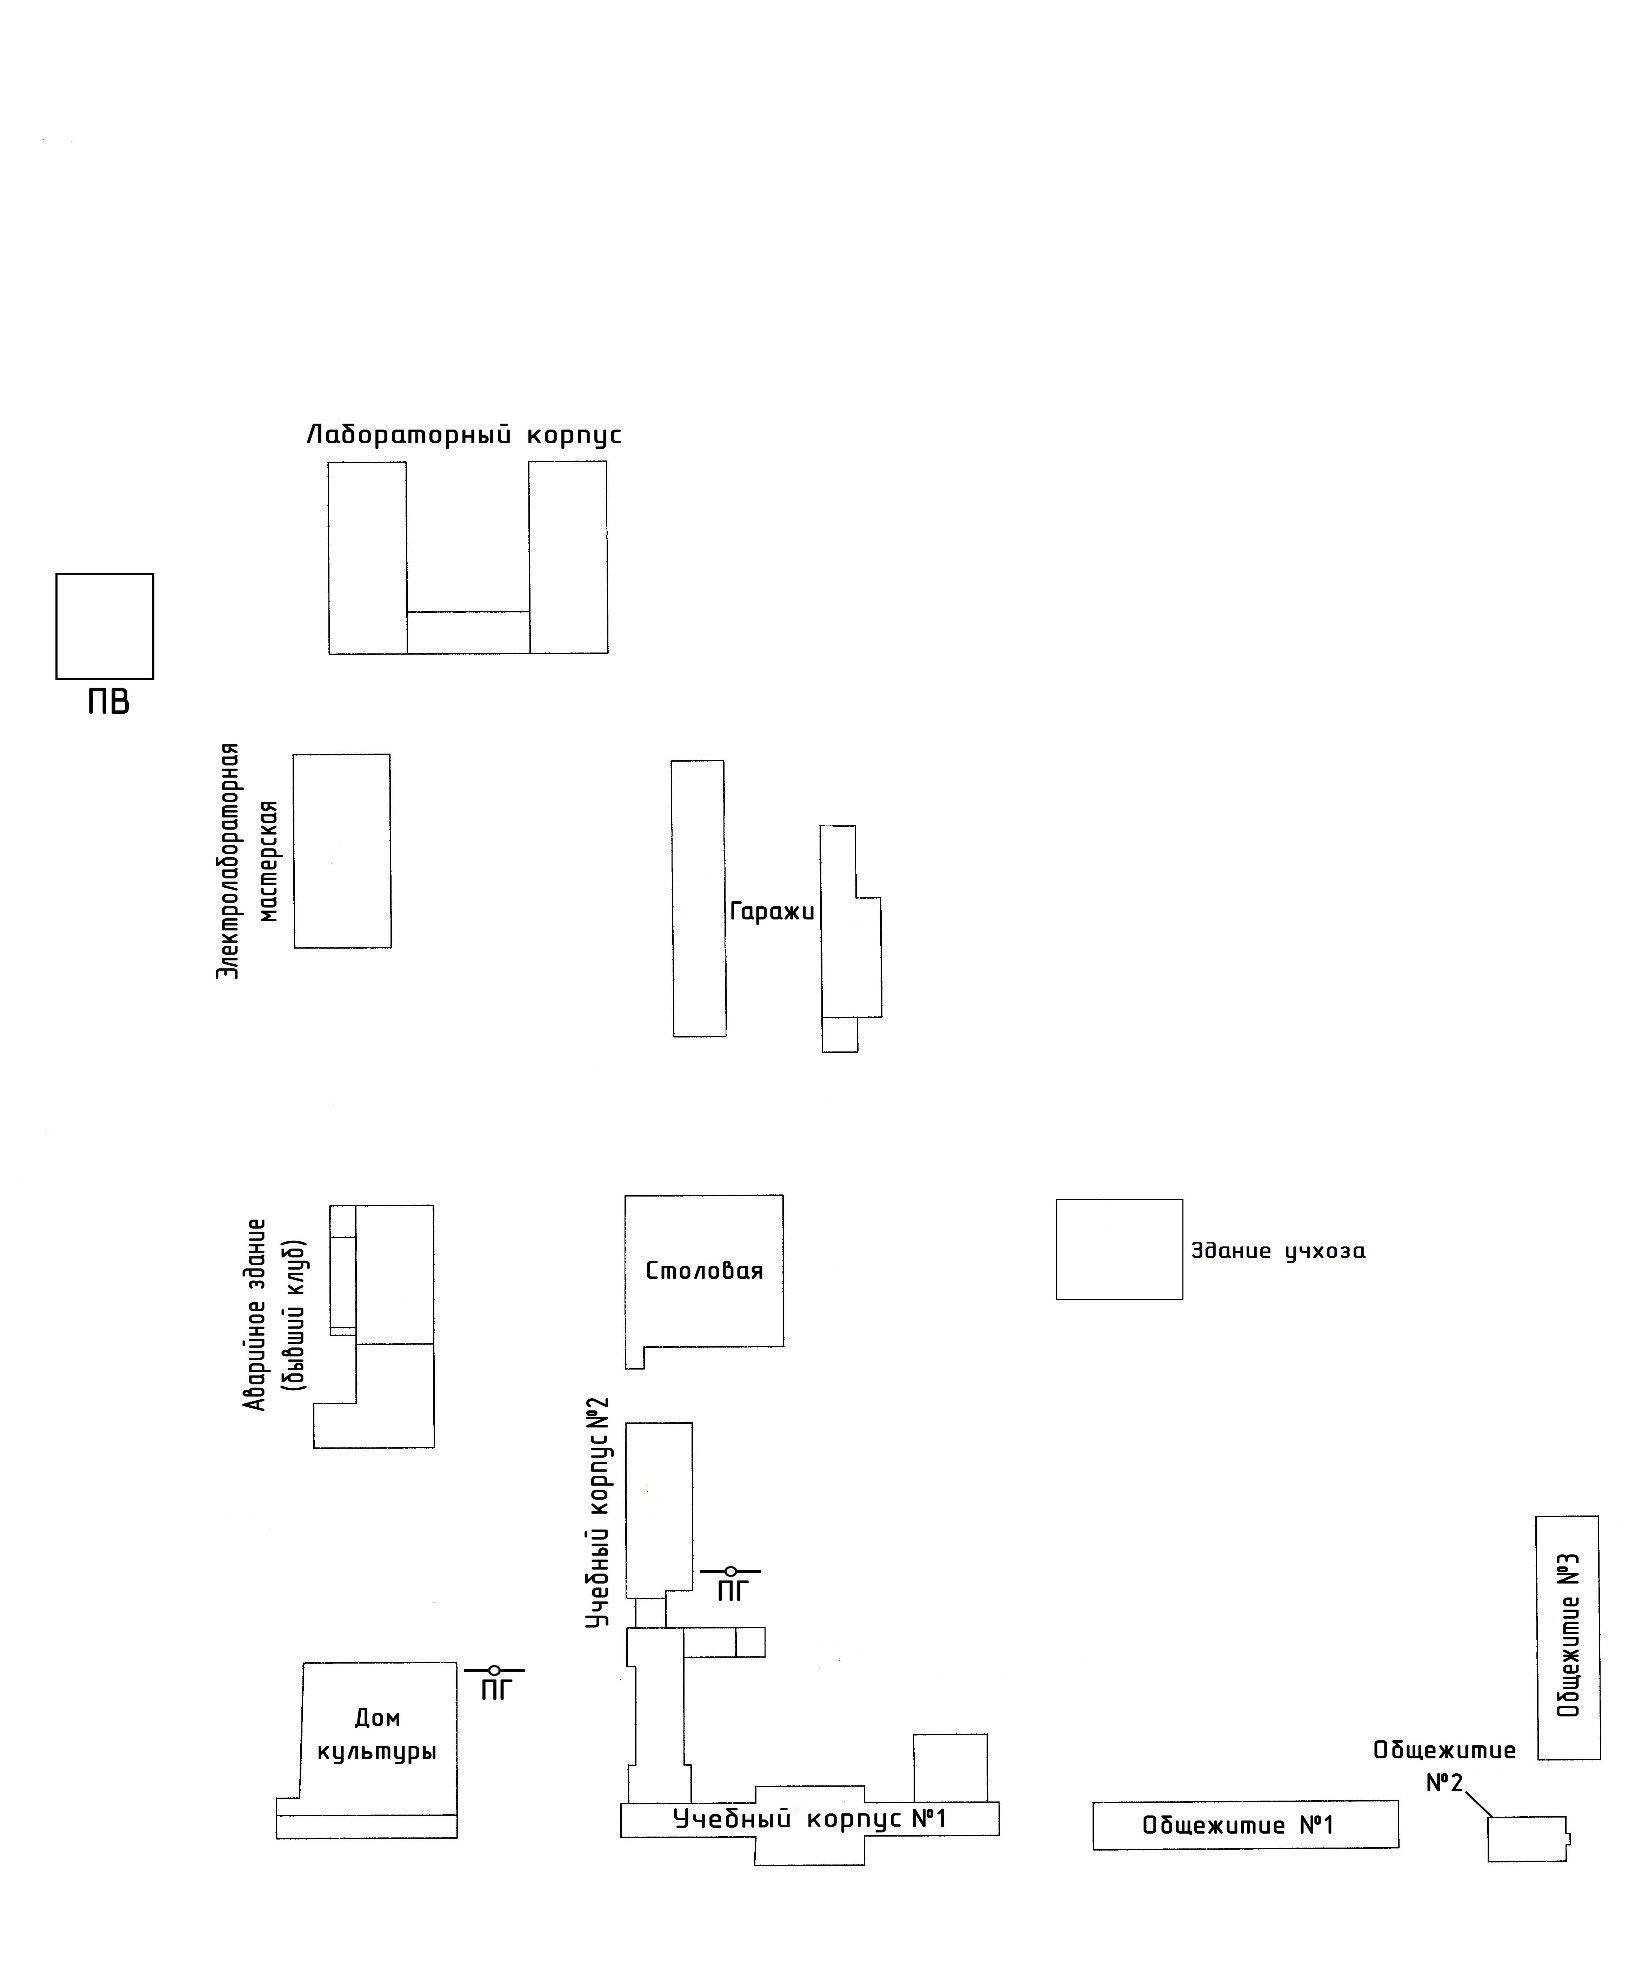 Лабораторный корпус
ПВ
Электролабораторная
мастерская
Гаражи
Аварийное здание
(бывший клуб)
Столовая
Здание учхоза
Учебный корпус №2
ПГ
Общежитие №3
ПГ
Дом
культуры
Общежитие
№2
Учебный корпус №1
Общежитие №1